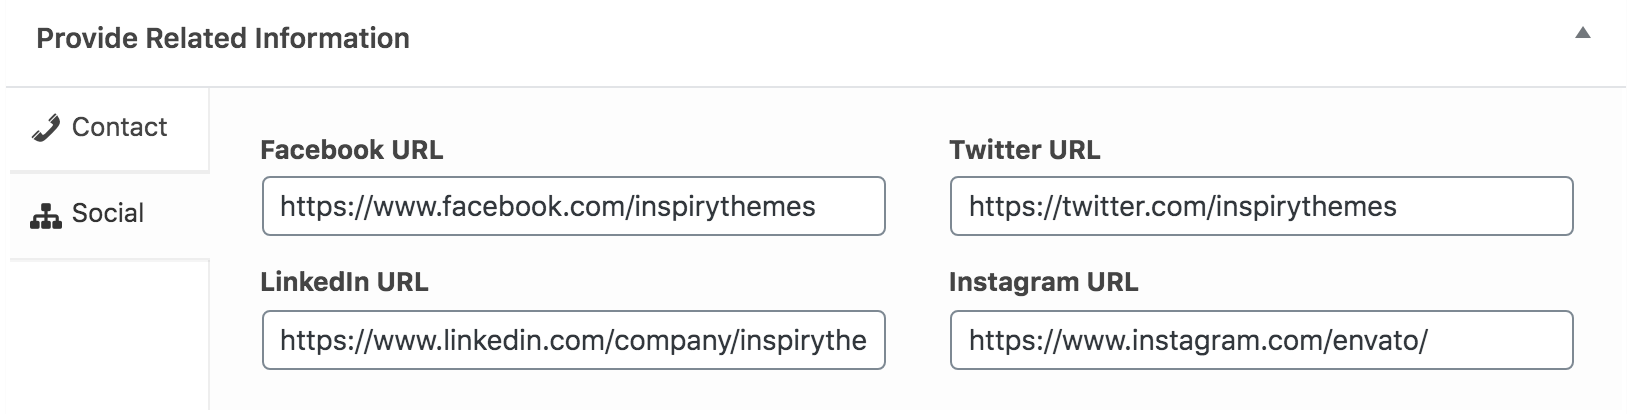 Provide Related Information
Contact
Social
Facebook URL
https://www.facebook.com/inspirythemes
Twitter URL
https://twitter.com/inspirythemes
LinkedIn URL
https://www.linkedin.com/company/inspirythe
Instagram URL
https://www.instagram.com/envato/